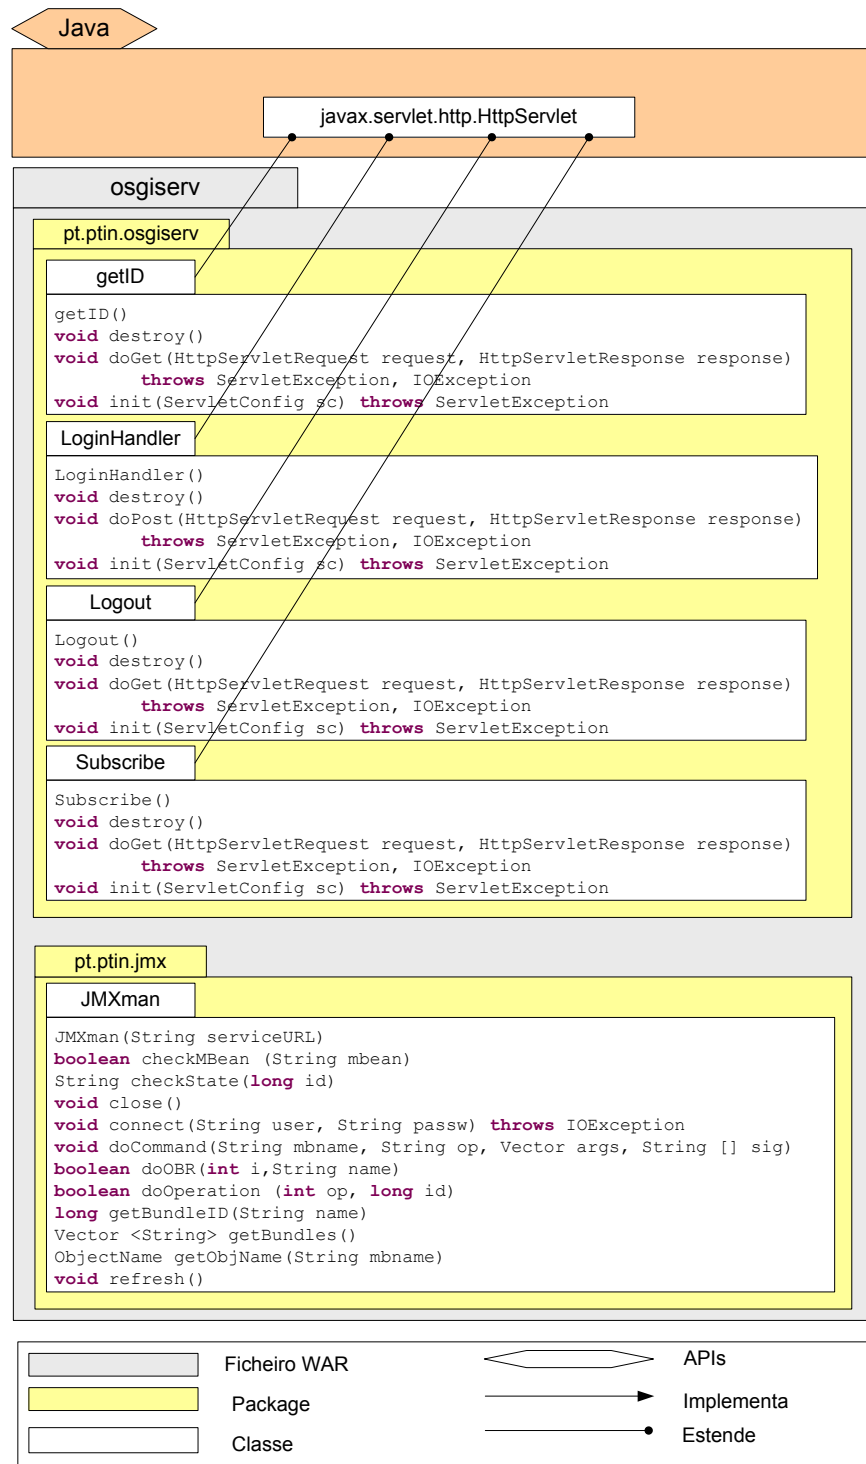 Java
javax.servlet.http.HttpServlet
osgiserv
pt.ptin.osgiserv
getID
getID()
void destroy()
void doGet(HttpServletRequest request, HttpServletResponse response)
throws ServletException, IOException
void init(ServletConfig sc) throws ServletException
LoginHandler
LoginHandler()
void destroy()
void doPost(HttpServletRequest request, HttpServletResponse response)
throws ServletException, IOException
void init(ServletConfig sc) throws ServletException
Logout
Logout()
void destroy()
void doGet(HttpServletRequest request, HttpServletResponse response)
throws ServletException, IOException
void init(ServletConfig sc) throws ServletException
Subscribe
Subscribe()
void destroy()
void doGet(HttpServletRequest request, HttpServletResponse response)
throws ServletException, IOException
void init(ServletConfig sc) throws ServletException
pt.ptin.jmx
JMXman
JMXman(String serviceURL)
boolean checkMBean (String mbean)
String checkState(long id)
void close()
void connect(String user, String passw) throws IOException
void doCommand(String mbname, String op, Vector args, String [] sig)
boolean doOBR(int i,String name)
boolean doOperation (int op, long id)
long getBundleID(String name)
Vector <String> getBundles()
ObjectName getObjName(String mbname)
void refresh()
Ficheiro WAR
APIs
Package
Implementa
Classe
Estende